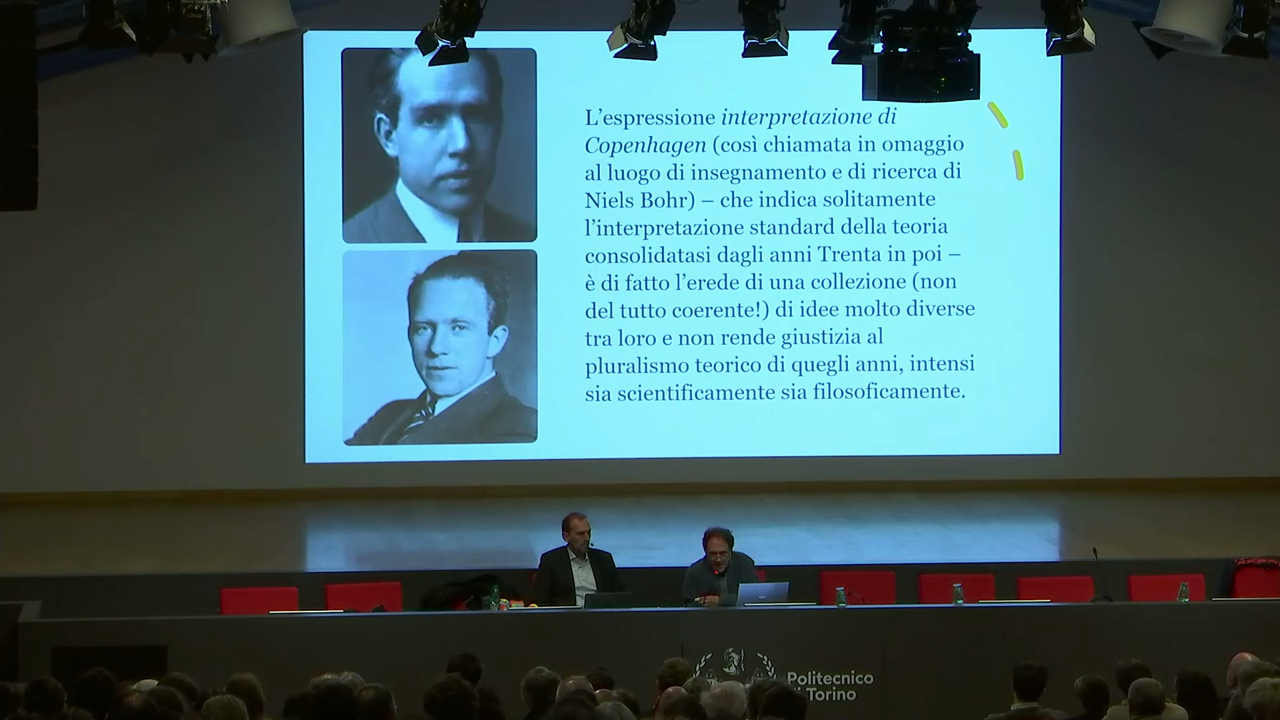 L’espressione interpretazione di
Copenhagen (così chiamata in omaggio
al luogo di insegnamento e di ricerca di
Niels Bohr) – che indica solitamente
l’interpretazione standard della teoria
consolidatasi dagli anni Trenta in poi –
è di fatto l’erede di una collezione (non
del tutto coerente!) di idee molto diverse
tra loro e non rende giustizia al
pluralismo teorico di quegli anni, intensi
sia scientificamente sia filosoficamente.
Politecnico
di Torino